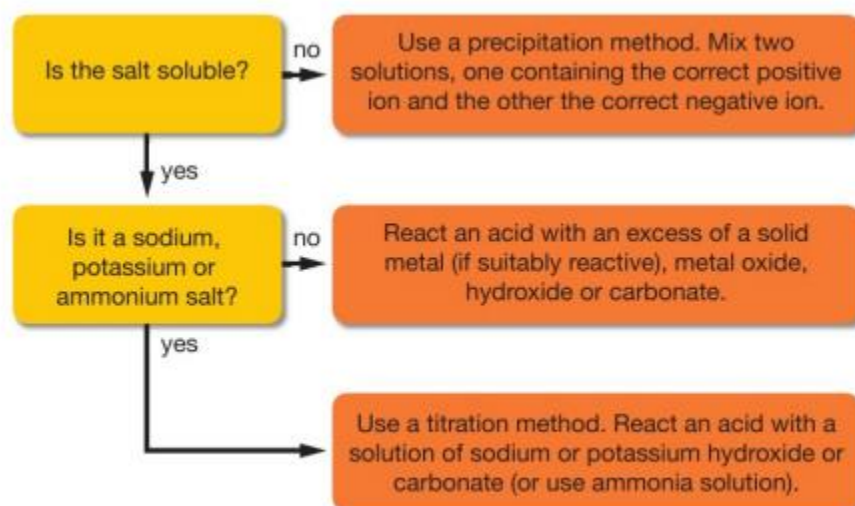 Is the salt soluble?
no
Use a precipitation method. Mix two
solutions, one containing the correct positive
ion and the other the correct negative ion.
yes
Is it a sodium,
potassium or
ammonium salt?
no
React an acid with an excess of a solid
metal (if suitably reactive), metal oxide,
hydroxide or carbonate.
yes
Use a titration method. React an acid with a
solution of sodium or potassium hydroxide or
carbonate (or use ammonia solution).